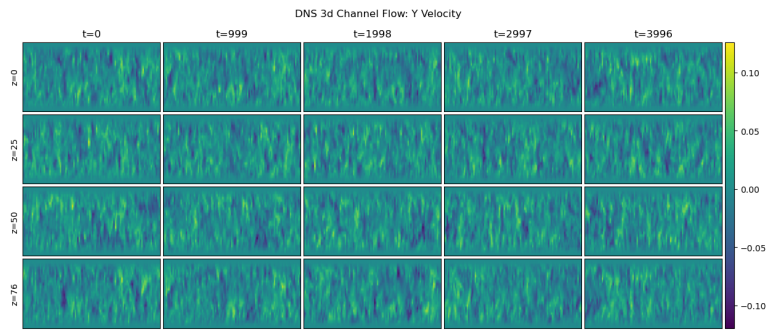 DNS 3d Channel Flow: Y Velocity
t=0 t=999 t=1998 t=2997 t=3996
z=0
z=25
z=50
z=76
0.10
0.05
0.00
−0.05
−0.10